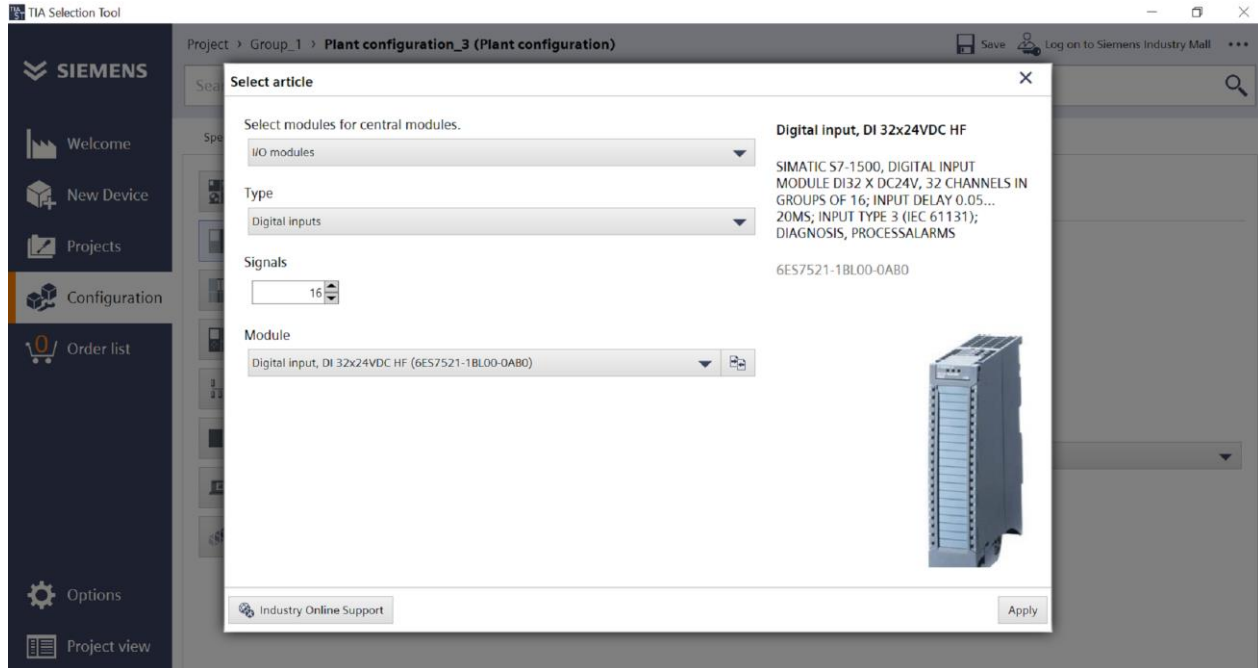 TIA Selection Tool
Project > Group_1 > Plant configuration_3 (Plant configuration)
Save
Log on to Siemens Industry Mall
SIEMENS
Sea
Select article
Welcome
New Device
Projects
Configuration
0
Order list
Options
Project view
Spe
Select modules for central modules.
I/O modules
Type
Digital inputs
Signals
16
Module
Digital input, DI 32x24VDC HF (6ES7521-1BL00-0AB0)
Digital input, DI 32x24VDC HF
SIMATIC S7-1500, DIGITAL INPUT
MODULE DI32 X DC24V, 32 CHANNELS IN
GROUPS OF 16; INPUT DELAY 0.05...
20MS; INPUT TYPE 3 (IEC 61131);
DIAGNOSIS, PROCESSALARMS
6ES7521-1BL00-0AB0
Industry Online Support
Apply